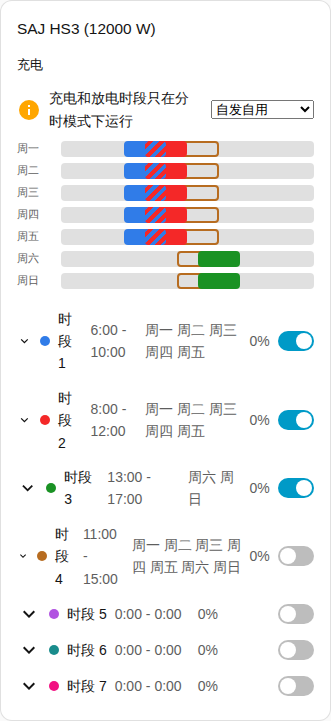 SAJ HS3 (12000 W)
充电
充电和放电时段只在分
时模式下运行
自发自用
周一
周二
周三
周四
周五
周六
周日
时段 1 6:00 - 10:00 周一 周二 周三 周四 周五 0%
时段 2 8:00 - 12:00 周一 周二 周三 周四 周五 0%
时段 3 13:00 - 17:00 周六 周日 0%
时段 4 11:00 - 15:00 周一 周二 周三 周四 周五 周六 周日 0%
时段 5 0:00 - 0:00 0%
时段 6 0:00 - 0:00 0%
时段 7 0:00 - 0:00 0%